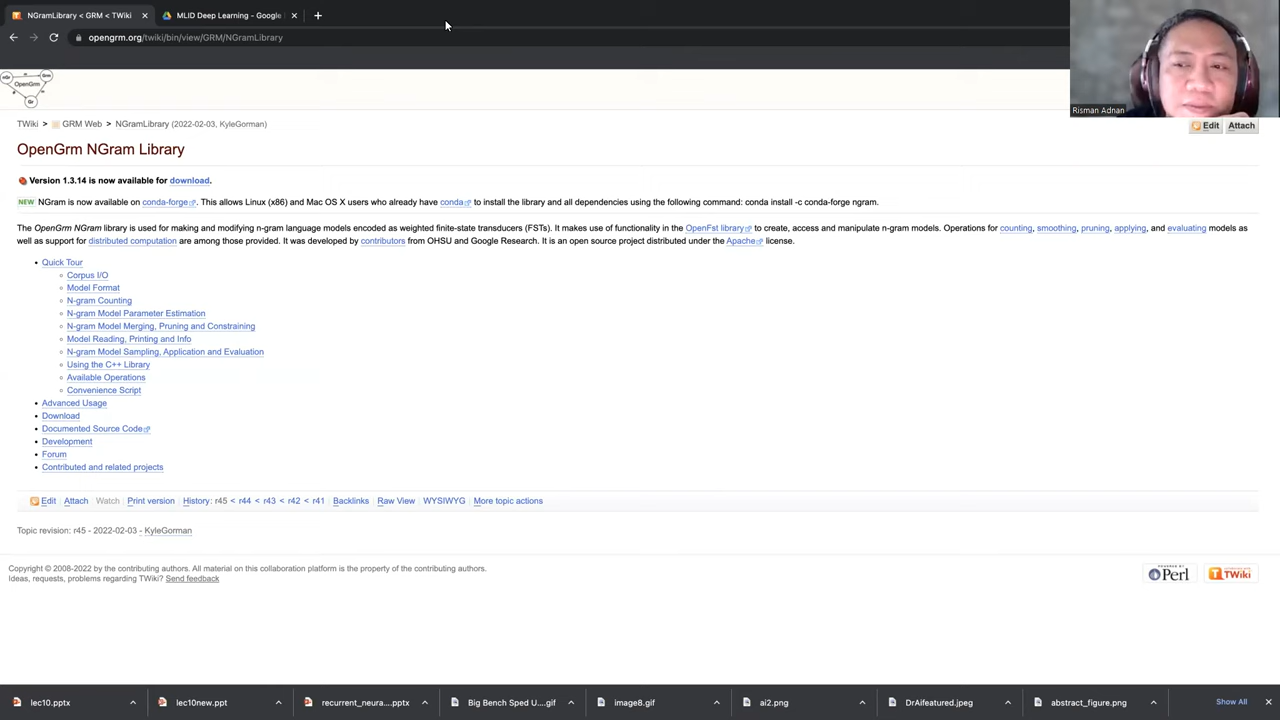 NGramLibrary < GRM < TWiki
MLID Deep Learning - Google
opengrm.org/twiki/bin/view/GRM/NGramLibrary
OpenGrm
Grm
Gr
Risman Adnan
TWiki > GRM Web > NGramLibrary (2022-02-03, KyleGorman)
Edit Attach
OpenGrm NGram Library
Version 1.3.14 is now available for download.
NEW NGram is now available on conda-forge. This allows Linux (x86) and Mac OS X users who already have conda to install the library and all dependencies using the following command: conda install -c conda-forge ngram.
The OpenGrm NGram library is used for making and modifying n-gram language models encoded as weighted finite-state transducers (FSTs). It makes use of functionality in the OpenFst library to create, access and manipulate n-gram models. Operations for counting, smoothing, pruning, applying, and evaluating models as
well as support for distributed computation are among those provided. It was developed by contributors from OHSU and Google Research. It is an open source project distributed under the Apache license.
Quick Tour
Corpus I/O
Model Format
N-gram Counting
N-gram Model Parameter Estimation
N-gram Model Merging, Pruning and Constraining
Model Reading, Printing and Info
N-gram Model Sampling, Application and Evaluation
Using the C++ Library
Available Operations
Convenience Script
Advanced Usage
Download
Documented Source Code
Development
Forum
Contributed and related projects
Edit Attach Watch Print version History: r45 < r44 < r43 < r42 < r41 Backlinks Raw View WYSIWYG More topic actions
Topic revision: r45 - 2022-02-03 - KyleGorman
Copyright © 2008-2022 by the contributing authors. All material on this collaboration platform is the property of the contributing authors.
Ideas, requests, problems regarding TWiki? Send feedback
POWERED BY Perl
TWiki
lec10.pptx
lec10new.ppt
recurrent_neura....pptx
Big Bench Sped U....gif
image8.gif
ai2.png
DrAifeatured.jpeg
abstract_figure.png
Show All